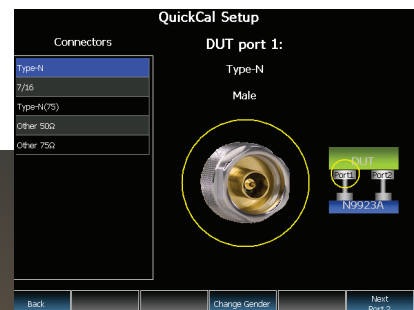 QuickCal Setup
Connectors
DUT port 1:
Type-N
7/16
Type-N(75)
Other 50Ω
Other 75Ω
Type-N
Male
DUT
Port1 Port2
N9923A
Back
Change Gender
Next
Port 2